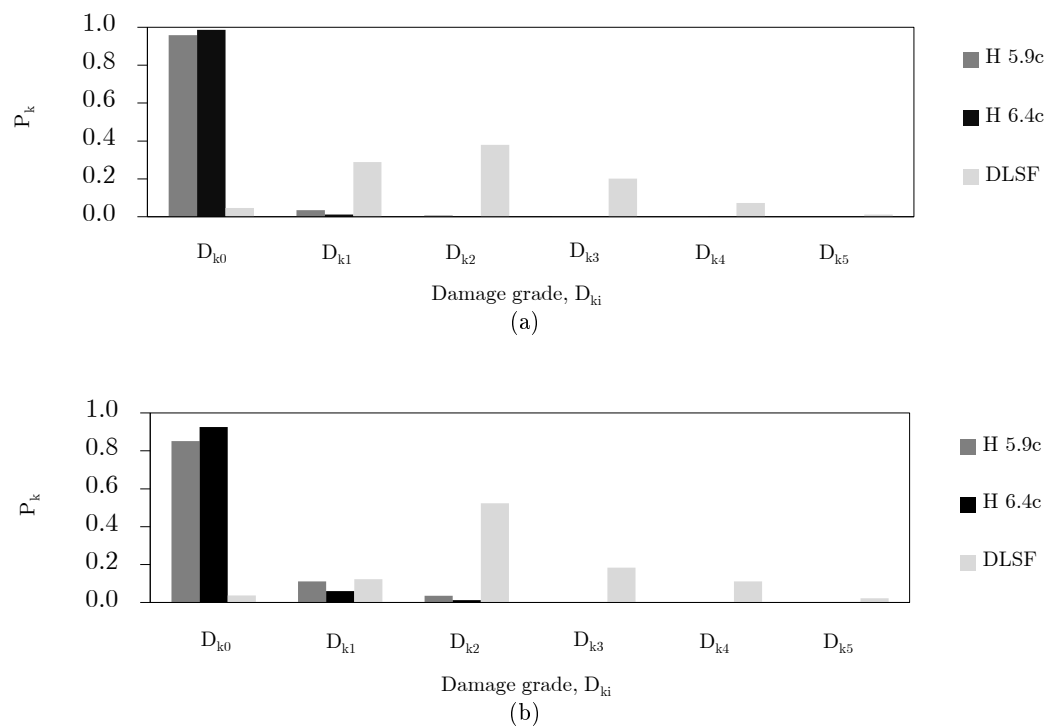 1.0
0.8
0.6
0.4
0.2
0.0
P_k
D_k0 D_k1 D_k2 D_k3 D_k4 D_k5
Damage grade, D_ki
(a)
H 5.9c
H 6.4c
DLSF
1.0
0.8
0.6
0.4
0.2
0.0
P_k
D_k0 D_k1 D_k2 D_k3 D_k4 D_k5
Damage grade, D_ki
(b)
H 5.9c
H 6.4c
DLSF